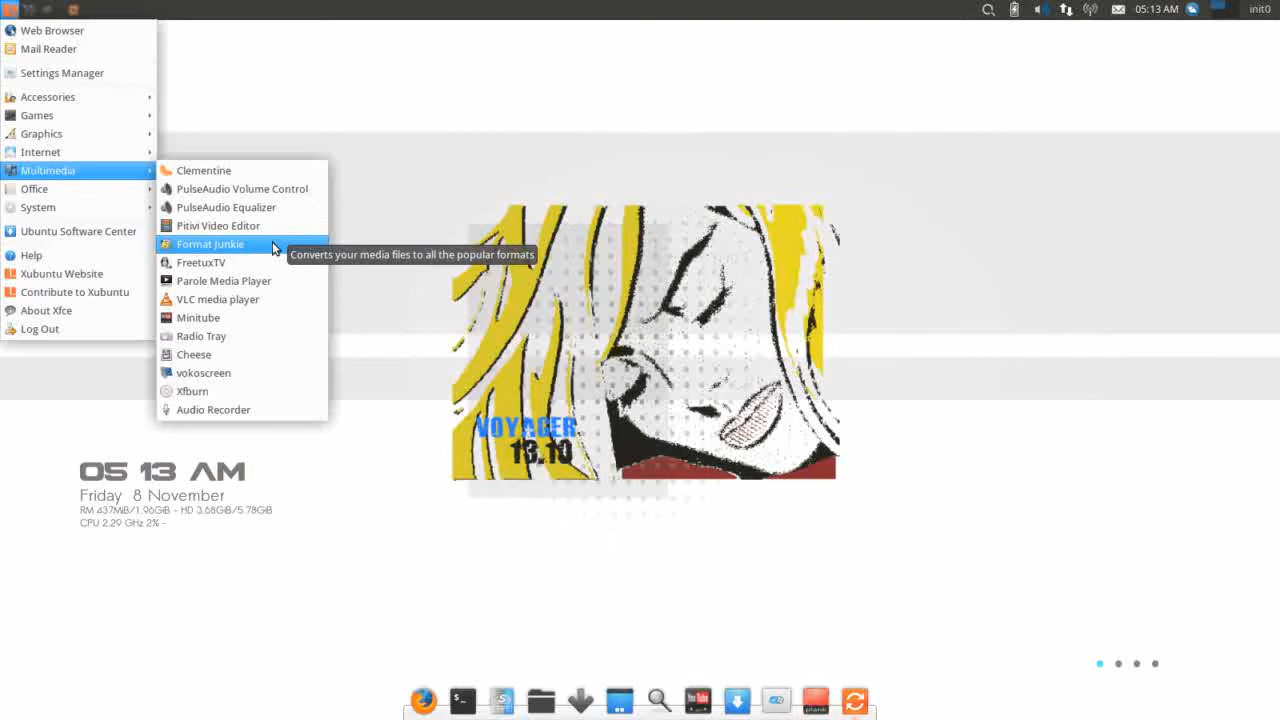 05:13 AM
init0
Web Browser
Mail Reader
Settings Manager
Accessories
Games
Graphics
Internet
Multimedia
Office
System
Ubuntu Software Center
Help
Xubuntu Website
Contribute to Xubuntu
About Xfce
Log Out
Clementine
PulseAudio Volume Control
PulseAudio Equalizer
Pitivi Video Editor
Format Junkie
FreetuxTV
Parole Media Player
VLC media player
Minitube
Radio Tray
Cheese
vokoscreen
Xfburn
Audio Recorder
Converts your media files to all the popular formats
VOYAGER
13.10
05 13 AM
Friday 8 November
RM 437MiB/1.96GiB - HD 3.68GiB/5.78GiB
CPU 2.29 GHz 2% -
You Tube